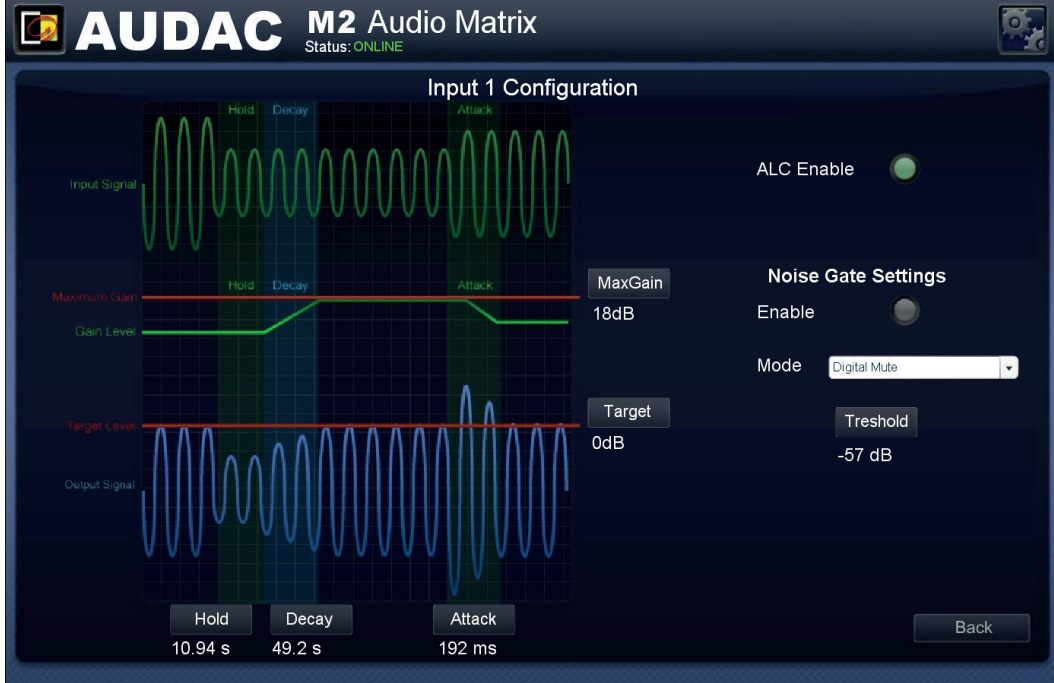 AUDAC
M2 Audio Matrix
Status: ONLINE
Input 1 Configuration
Hold Decay Attack
Input Signal
ALC Enable
Hold Decay Attack
Maximum Gain
Gain Level
MaxGain
18dB
Noise Gate Settings
Enable
Mode Digital Mute
Target Level
Output Signal
Target
0dB
Treshold
-57 dB
Hold Decay Attack
10.94 s 49.2 s 192 ms
Back